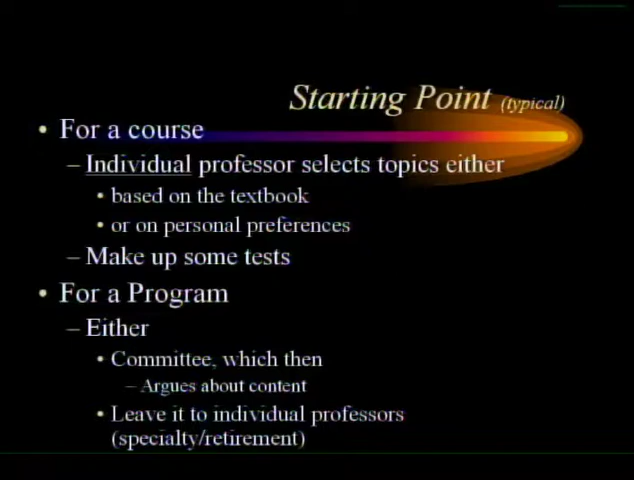 Starting Point (typical)
• For a course
– Individual professor selects topics either
• based on the textbook
• or on personal preferences
– Make up some tests
• For a Program
– Either
• Committee, which then
– Argues about content
• Leave it to individual professors
(specialty/retirement)